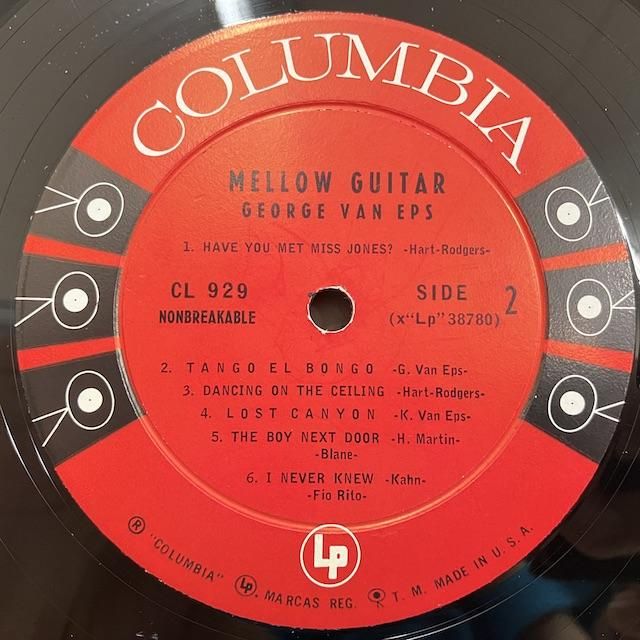 COLUMBIA
MELLOW GUITAR
GEORGE VAN EPS
1. HAVE YOU MET MISS JONES? -Hart-Rodgers-
CL 929
NONBREAKABLE
SIDE 2
(x"Lp" 38780)
2. TANGO EL BONGO -G. Van Eps-
3. DANCING ON THE CEILING -Hart-Rodgers-
4. LOST CANYON -K. Van Eps-
5. THE BOY NEXT DOOR -H. Martin-
-Blane-
6. I NEVER KNEW -Kahn-
-Fio Rito-
Lp
® "COLUMBIA" Lp. MARCAS REG. T. M. MADE IN U. S. A.